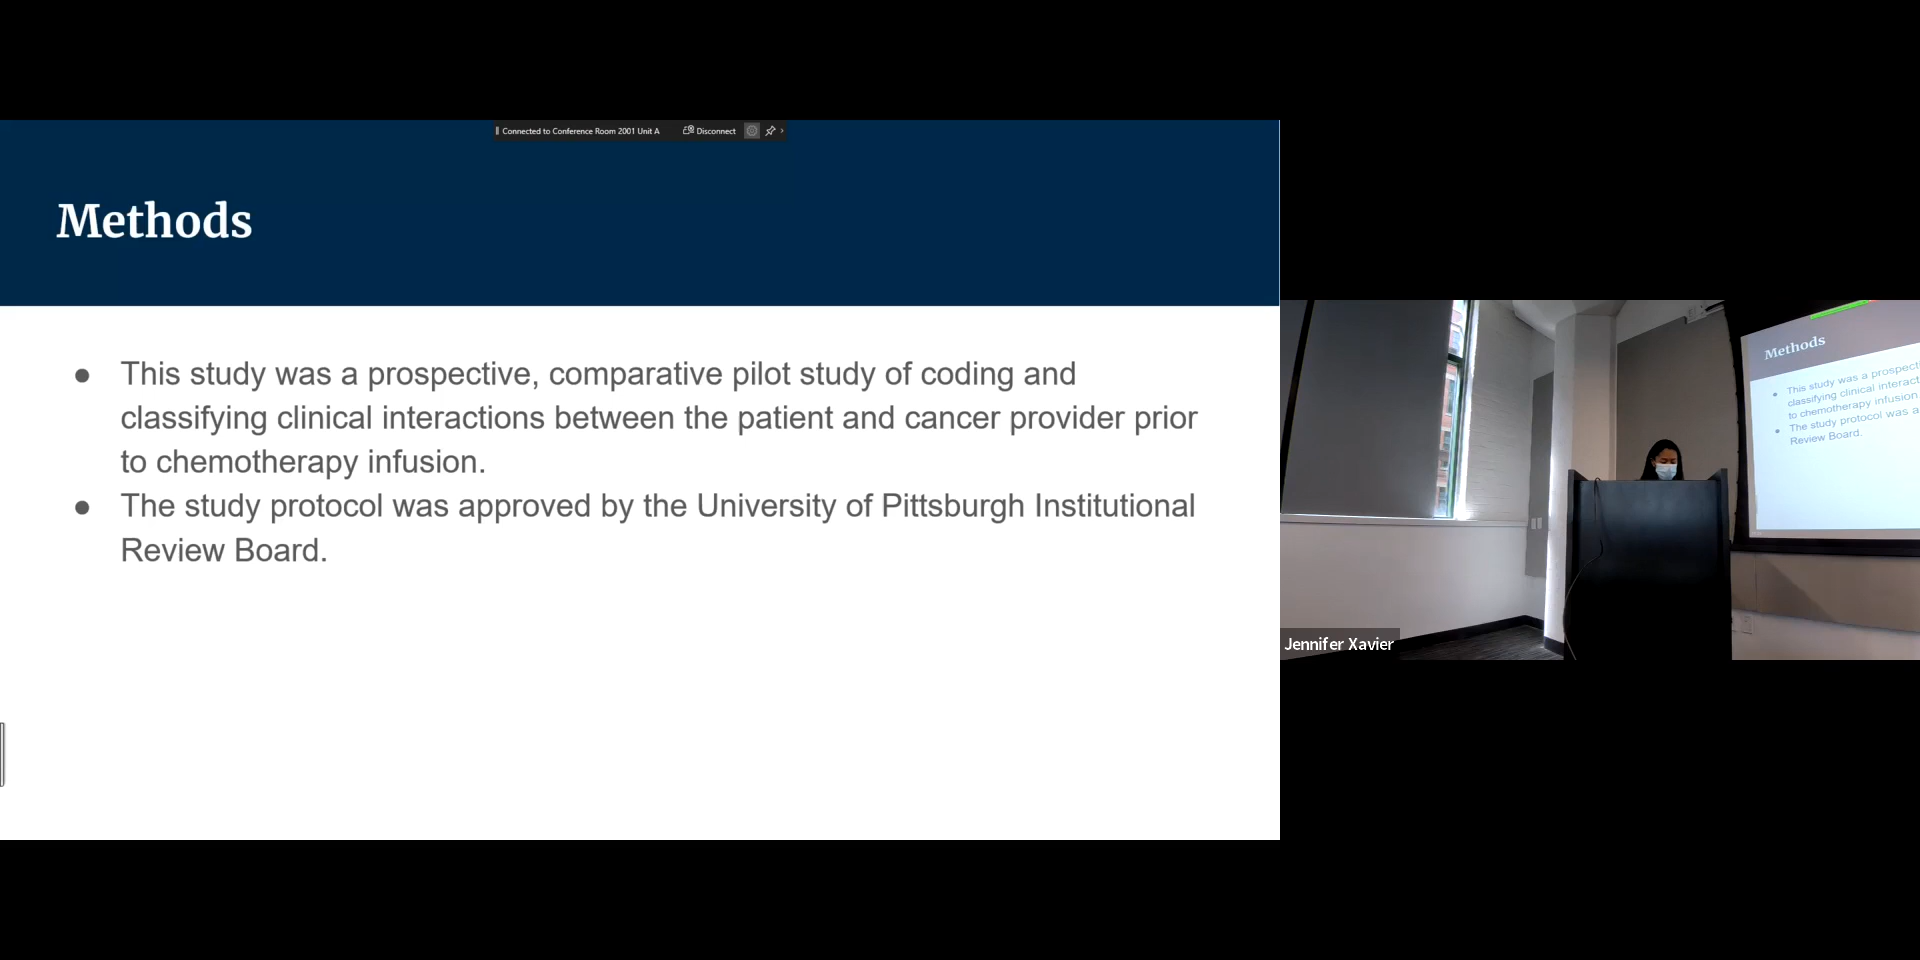 Connected to Conference Room 2001 Unit A
Disconnect
Methods
● This study was a prospective, comparative pilot study of coding and
classifying clinical interactions between the patient and cancer provider prior
to chemotherapy infusion.
● The study protocol was approved by the University of Pittsburgh Institutional
Review Board.
Methods
● This study was a prospect
classifying clinical interact
to chemotherapy infusion.
● The study protocol was a
Review Board.
Jennifer Xavier